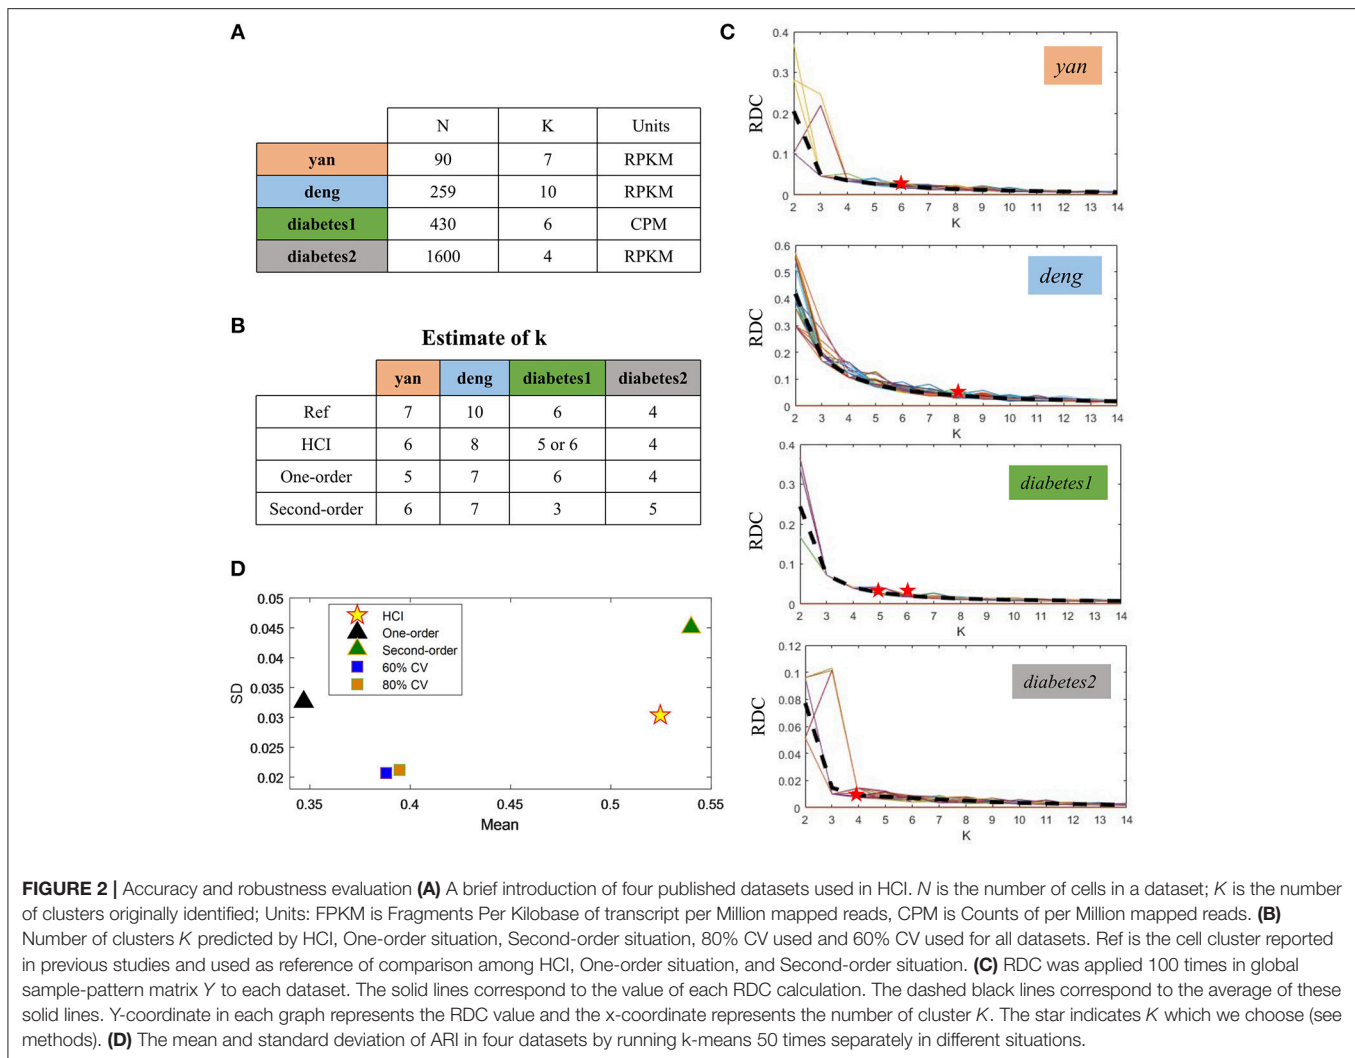 A
N K Units
yan 90 7 RPKM
deng 259 10 RPKM
diabetes1 430 6 CPM
diabetes2 1600 4 RPKM
B
Estimate of k
yan deng diabetes1 diabetes2
Ref 7 10 6 4
HCI 6 8 5 or 6 4
One-order 5 7 6 4
Second-order 6 7 3 5
D
0.05
0.045
0.04
0.035
0.03
0.025
0.02
SD
HCI
One-order
Second-order
60% CV
80% CV
0.35 0.4 0.45 0.5 0.55
Mean
C
yan
0.4
0.3
0.2
0.1
0
RDC
2 3 4 5 6 7 8 9 10 11 12 13 14
K
deng
0.6
0.5
0.4
0.3
0.2
0.1
0
RDC
2 3 4 5 6 7 8 9 10 11 12 13 14
K
diabetes1
0.4
0.3
0.2
0.1
0
RDC
2 3 4 5 6 7 8 9 10 11 12 13 14
K
diabetes2
0.12
0.1
0.08
0.06
0.04
0.02
0
RDC
2 3 4 5 6 7 8 9 10 11 12 13 14
K
FIGURE 2 | Accuracy and robustness evaluation (A) A brief introduction of four published datasets used in HCI. N is the number of cells in a dataset; K is the number
of clusters originally identified; Units: FPKM is Fragments Per Kilobase of transcript per Million mapped reads, CPM is Counts of per Million mapped reads. (B)
Number of clusters K predicted by HCI, One-order situation, Second-order situation, 80% CV used and 60% CV used for all datasets. Ref is the cell cluster reported
in previous studies and used as reference of comparison among HCI, One-order situation, and Second-order situation. (C) RDC was applied 100 times in global
sample-pattern matrix Y to each dataset. The solid lines correspond to the value of each RDC calculation. The dashed black lines correspond to the average of these
solid lines. Y-coordinate in each graph represents the RDC value and the x-coordinate represents the number of cluster K. The star indicates K which we choose (see
methods). (D) The mean and standard deviation of ARI in four datasets by running k-means 50 times separately in different situations.